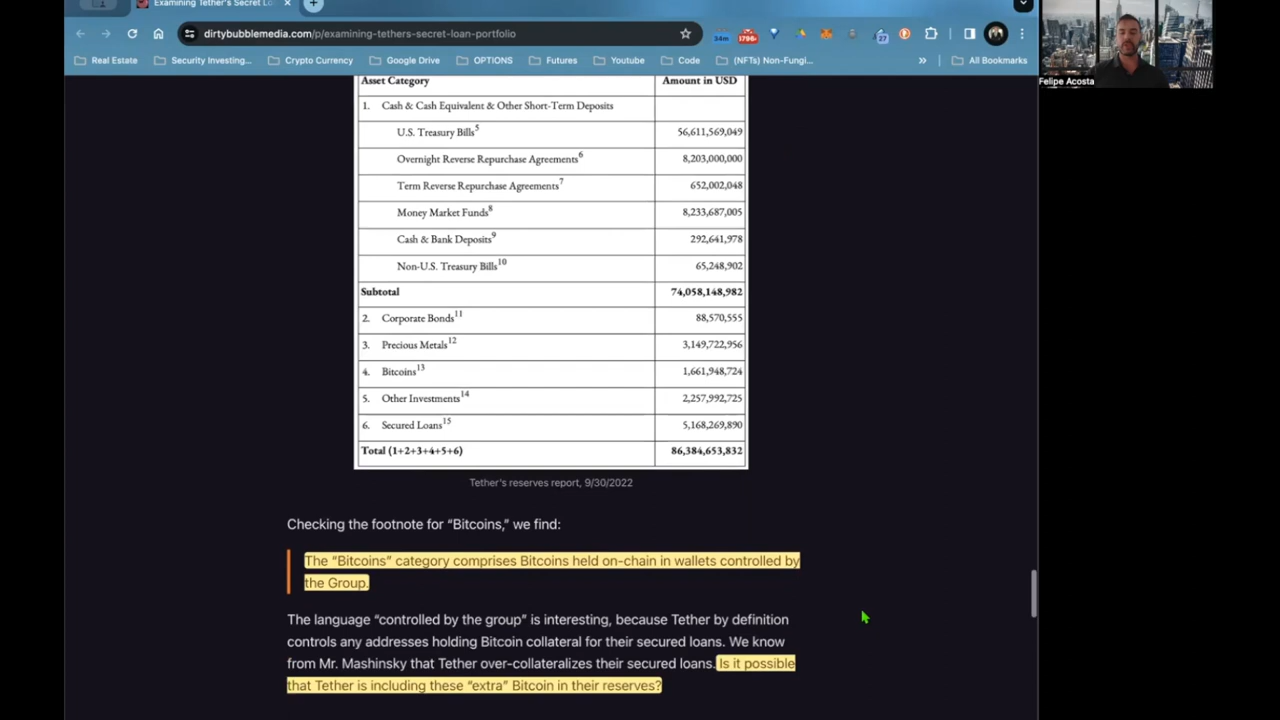 Examining Tether's Secret Lo
dirtybubblemedia.com/p/examining-tethers-secret-loan-portfolio
34m
1796
27
Real Estate
Security Investing...
Crypto Currency
Google Drive
OPTIONS
Futures
Youtube
Code
(NFTs) Non-Fungi...
»
All Bookmarks
Felipe Acosta
Asset Category Amount in USD
1. Cash & Cash Equivalent & Other Short-Term Deposits
U.S. Treasury Bills5 56,611,569,049
Overnight Reverse Repurchase Agreements6 8,203,000,000
Term Reverse Repurchase Agreements7 652,002,048
Money Market Funds8 8,233,687,005
Cash & Bank Deposits9 292,641,978
Non-U.S. Treasury Bills10 65,248,902
Subtotal 74,058,148,982
2. Corporate Bonds11 88,570,555
3. Precious Metals12 3,149,722,956
4. Bitcoins13 1,661,948,724
5. Other Investments14 2,257,992,725
6. Secured Loans15 5,168,269,890
Total (1+2+3+4+5+6) 86,384,653,832
Tether's reserves report, 9/30/2022
Checking the footnote for “Bitcoins,” we find:
The “Bitcoins” category comprises Bitcoins held on-chain in wallets controlled by
the Group.
The language “controlled by the group” is interesting, because Tether by definition
controls any addresses holding Bitcoin collateral for their secured loans. We know
from Mr. Mashinsky that Tether over-collateralizes their secured loans. Is it possible
that Tether is including these “extra” Bitcoin in their reserves?